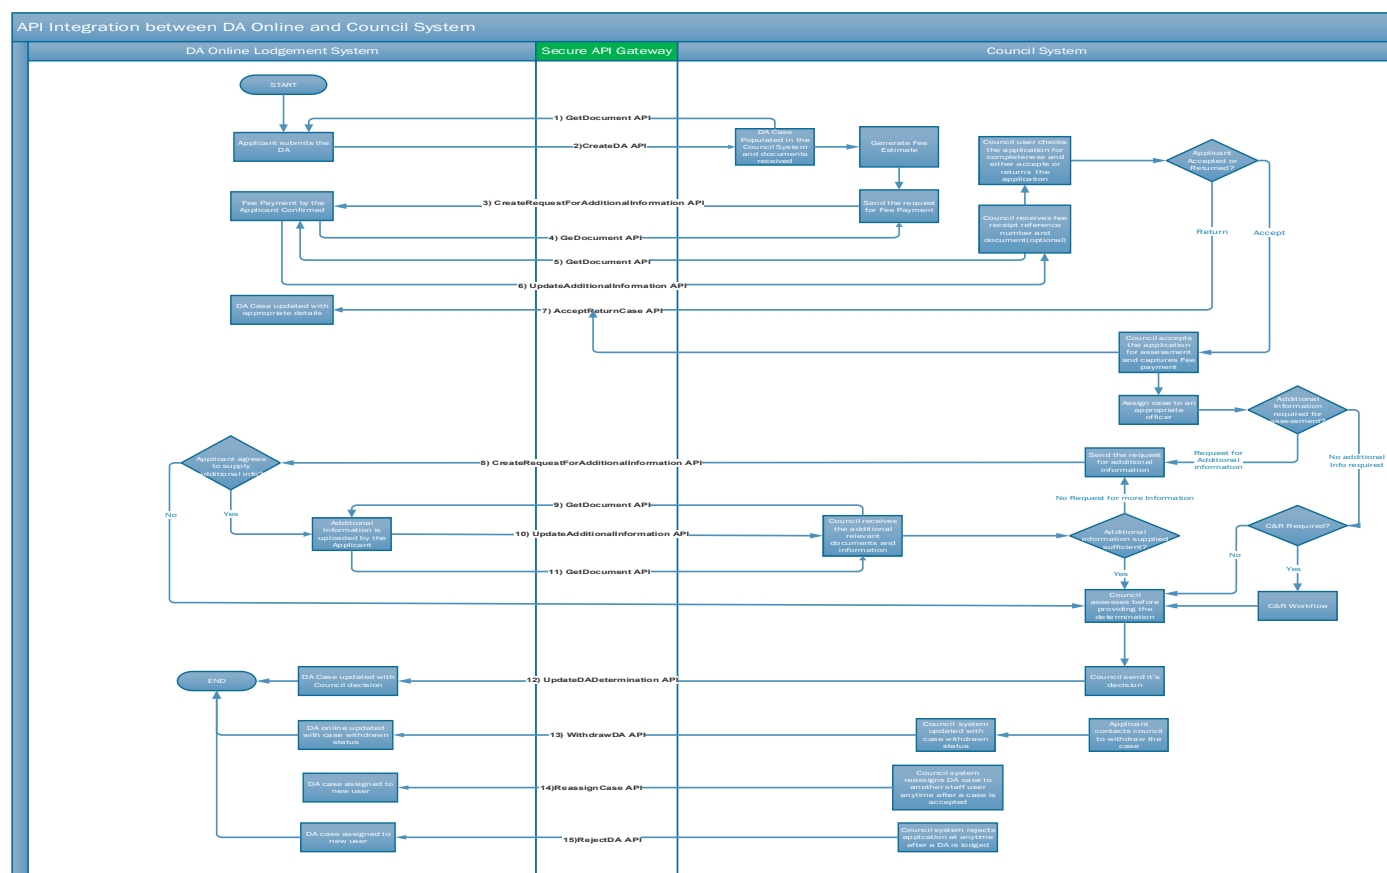 API Integration between DA Online and Council System
DA Online Lodgement System
Secure API Gateway
Council System
START
Applicant submits the
DA
1) GetDocument API
2)CreateDA API
DA Case
Populated in the
Council System
and documents
received
Generate Fee
Estimate
Council user checks
the application for
completeness and
either accepts or
returns the
application
Applicant
Accepted or
Returned?
Fee Payment by the
Applicant Confirmed
3) CreateRequestForAdditionalInformation API
Send the request
for Fee Payment
Council receives fee
receipt reference
number and
document(optional)
Return
Accept
4) GeDocument API
5) GetDocument API
6) UpdateAdditionalInformation API
DA Case updated with
appropriate details
7) AcceptReturnCase API
Council accepts
the application
for assessment
and captures Fee
payment
Assign case to an
appropriate
officer
Additional
Information
required for
Applicant agrees
to supply
8) CreateRequestForAdditionalInformation API
Send the request
for additional
information
Request for
Additional
information
No additional
Info required
No
Yes
9) GetDocument API
No Request for more Information
Additional
Information is
uploaded by the
Applicant
10) UpdateAdditionalInformation API
Council receives
the additional
relevant
documents and
information
Additional
information supplied
sufficient?
C&R Required?
No
Yes
11) GetDocument API
Yes
Council
assesses before
providing the
determination
C&R Workflow
END
DA Case updated with
Council decision
12) UpdateDADetermination API
Council send it's
decision
DA online updated
with case withdrawn
status
13) WithdrawDA API
Council system
updated with
case withdrawn
status
Applicant
contacts council
to withdraw the
case
DA case assigned to
new user
14)ReassignCase API
Council system
reassigns DA case to
another staff user
anytime after a case is
accepted
DA case assigned to
new user
15)RejectDA API
Council system rejects
application at anytime
after a DA is lodged